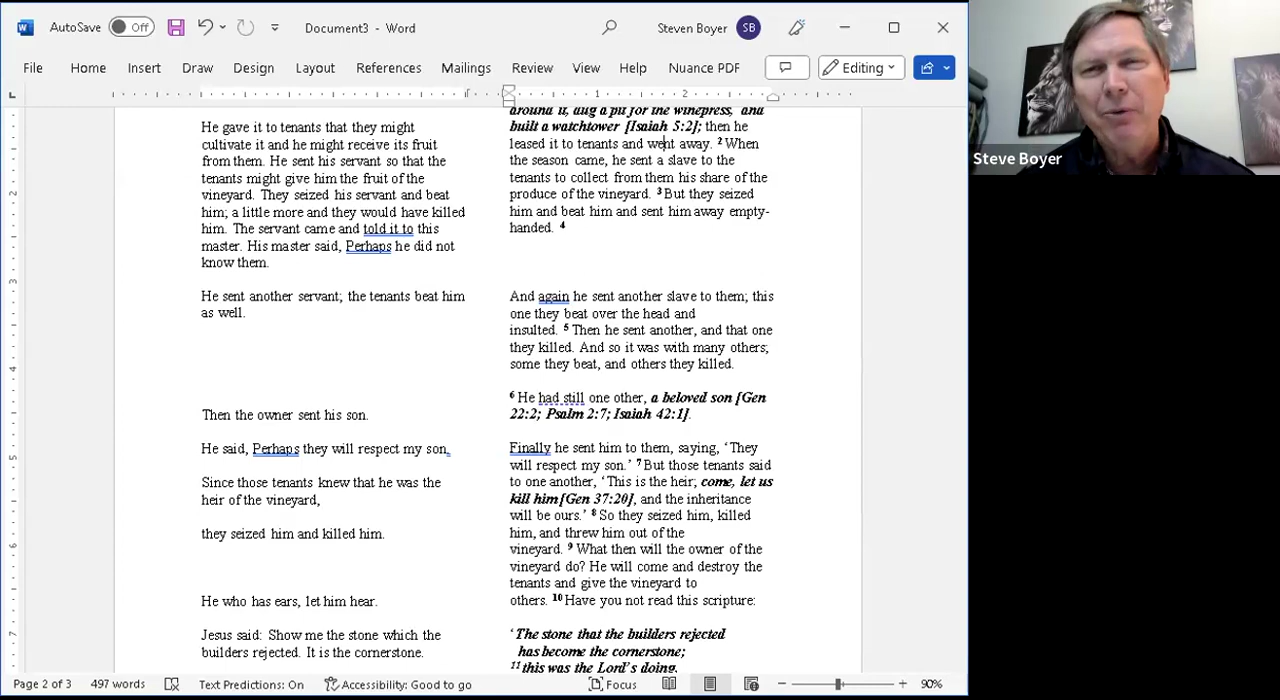 AutoSave Off Document3 - Word Steven Boyer SB
File Home Insert Draw Design Layout References Mailings Review View Help Nuance PDF Editing
1 2
He gave it to tenants that they might
cultivate it and he might receive its fruit
from them. He sent his servant so that the
tenants might give him the fruit of the
vineyard. They seized his servant and beat
him; a little more and they would have killed
him. The servant came and told it to this
master. His master said, Perhaps he did not
know them.
He sent another servant; the tenants beat him
as well.
Then the owner sent his son.
He said, Perhaps they will respect my son.
Since those tenants knew that he was the
heir of the vineyard,
they seized him and killed him.
He who has ears, let him hear.
Jesus said: Show me the stone which the
builders rejected. It is the cornerstone.
around it, dug a pit for the winepress, and
built a watchtower [Isaiah 5:2]; then he
leased it to tenants and went away. 2 When
the season came, he sent a slave to the
tenants to collect from them his share of the
produce of the vineyard. 3 But they seized
him and beat him and sent him away empty-
handed. 4
And again he sent another slave to them; this
one they beat over the head and
insulted. 5 Then he sent another, and that one
they killed. And so it was with many others;
some they beat, and others they killed.
6 He had still one other, a beloved son [Gen
22:2; Psalm 2:7; Isaiah 42:1].
Finally he sent him to them, saying, ‘They
will respect my son.’ 7 But those tenants said
to one another, ‘This is the heir; come, let us
kill him [Gen 37:20], and the inheritance
will be ours.’ 8 So they seized him, killed
him, and threw him out of the
vineyard. 9 What then will the owner of the
vineyard do? He will come and destroy the
tenants and give the vineyard to
others. 10 Have you not read this scripture:
‘The stone that the builders rejected
has become the cornerstone;
11 this was the Lord’s doing,
2
3
4
5
6
7
Page 2 of 3 497 words Text Predictions: On Accessibility: Good to go Focus 90%
Steve Boyer